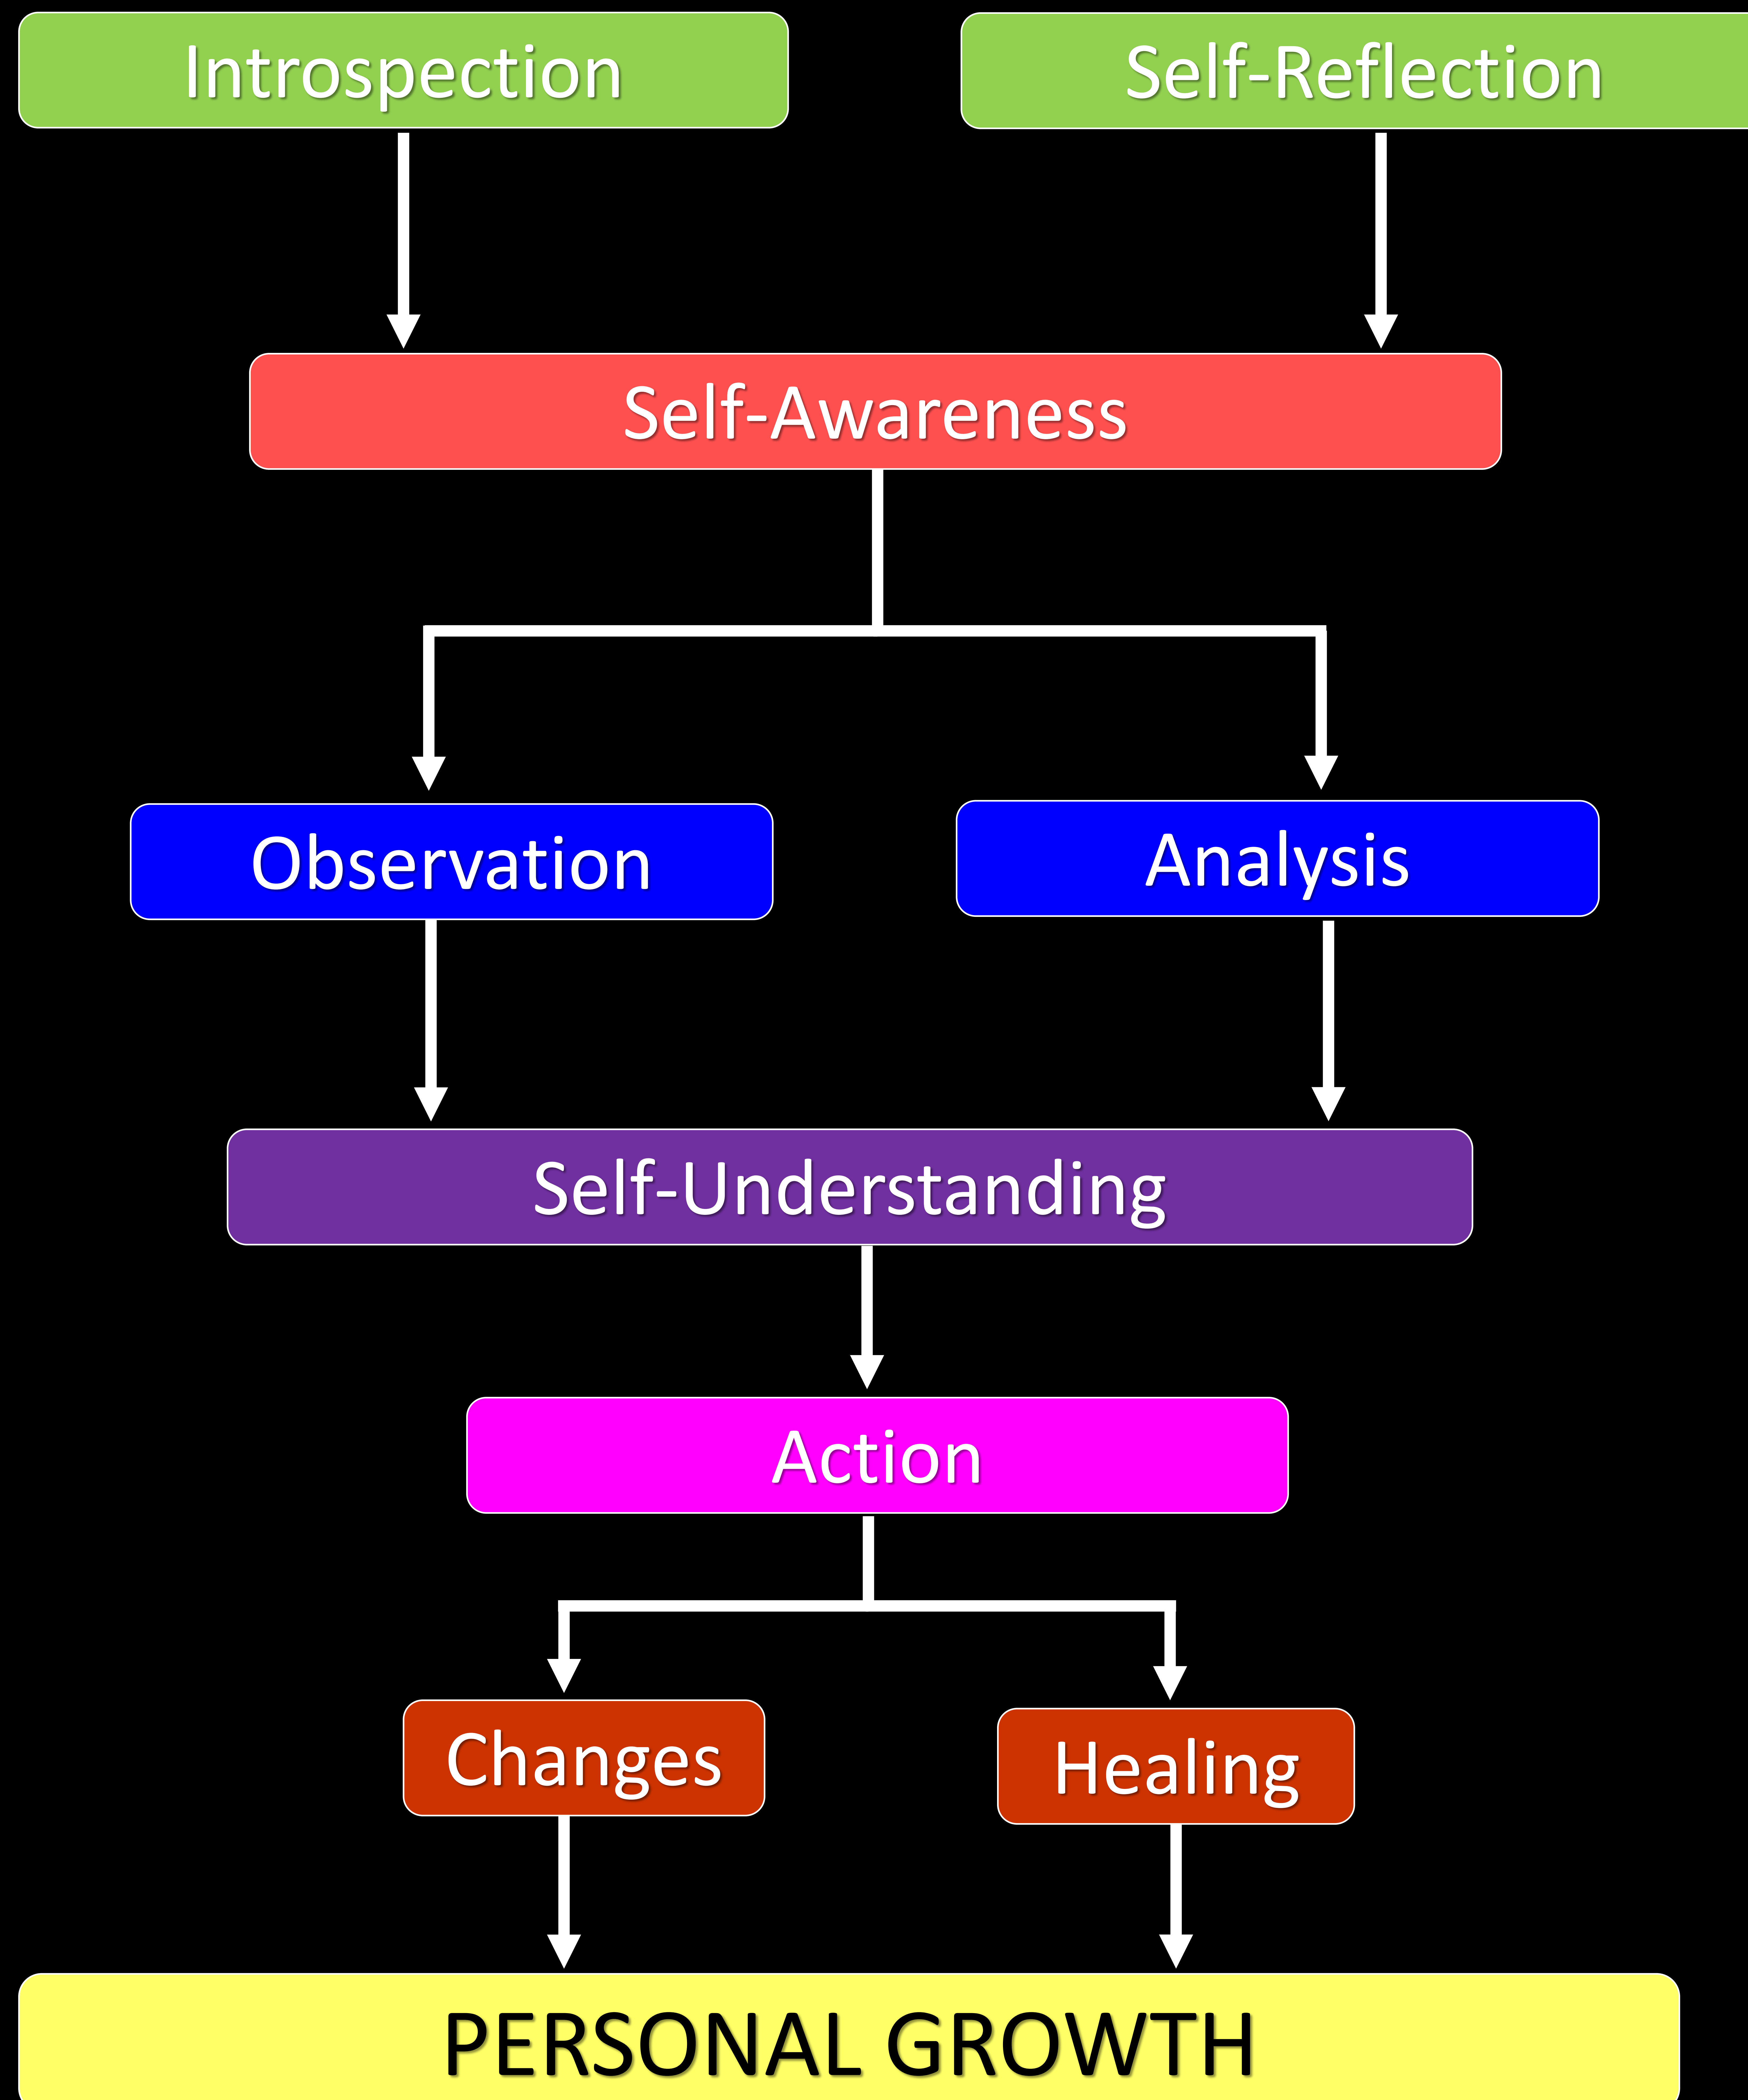 Introspection
Self-Reflection
Self-Awareness
Observation
Analysis
Self-Understanding
Action
Changes
Healing
PERSONAL GROWTH